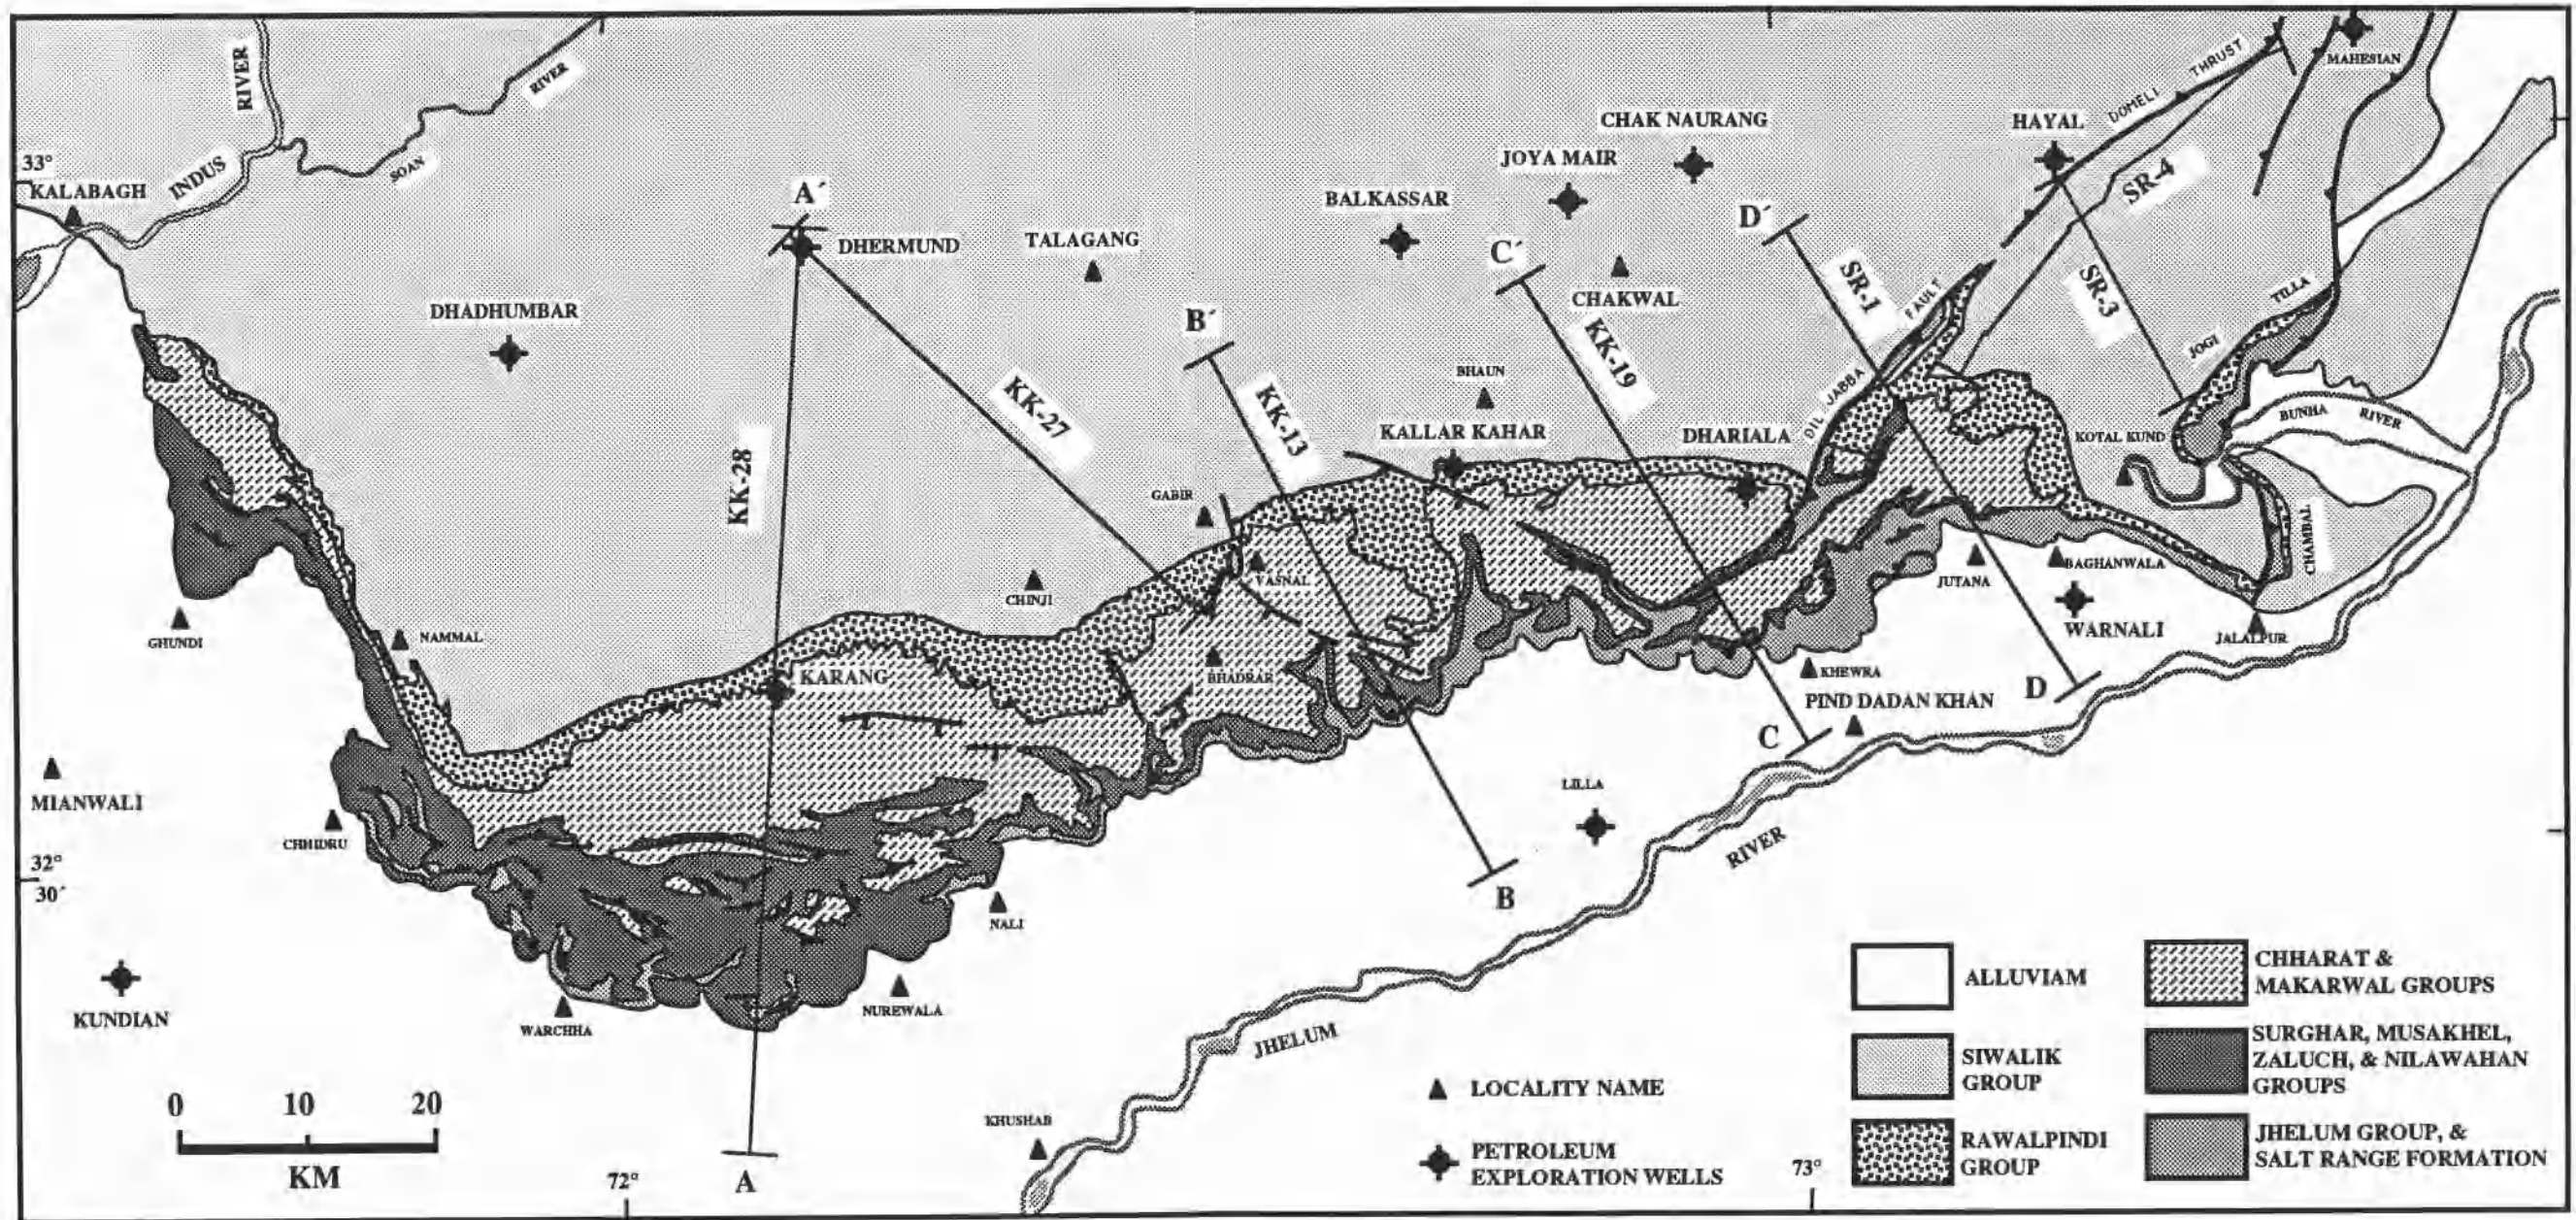 RIVER
RIVER
SOAN
INDUS
33°
KALABAGH
DHADHUMBAR
A´
DHERMUND
TALAGANG
BALKASSAR
JOYA MAIR
CHAK NAURANG
HAYAL
DOMELI
THRUST
MAHESIAN
SR-4
B´
C´
D´
CHAKWAL
SR-1
SR-3
FAULT
DIL JABBA
TILLA
JOGI
KK-28
KK-27
KK-13
KK-19
BHAUN
KALLAR KAHAR
DHARIALA
KOTAL KUND
BUNHA
RIVER
GABIR
VASNAL
CHINJI
BHADRAR
KARANG
GHUNDI
NAMMAL
JUTANA
BAGHANWALA
CHAMBAL
WARNALI
JALALPUR
KHEWRA
PIND DADAN KHAN
D
C
LILLA
MIANWALI
CHHIDRU
32°
30´
KUNDIAN
WARCHHA
NUREWALA
NALI
B
RIVER
JHELUM
KHUSHAB
A
0 10 20
KM
72°
73°
LOCALITY NAME
PETROLEUM
EXPLORATION WELLS
ALLUVIAM
SIWALIK
GROUP
RAWALPINDI
GROUP
CHHARAT &
MAKARWAL GROUPS
SURGHAR, MUSAKHEL,
ZALUCH, & NILAWAHAN
GROUPS
JHELUM GROUP, &
SALT RANGE FORMATION